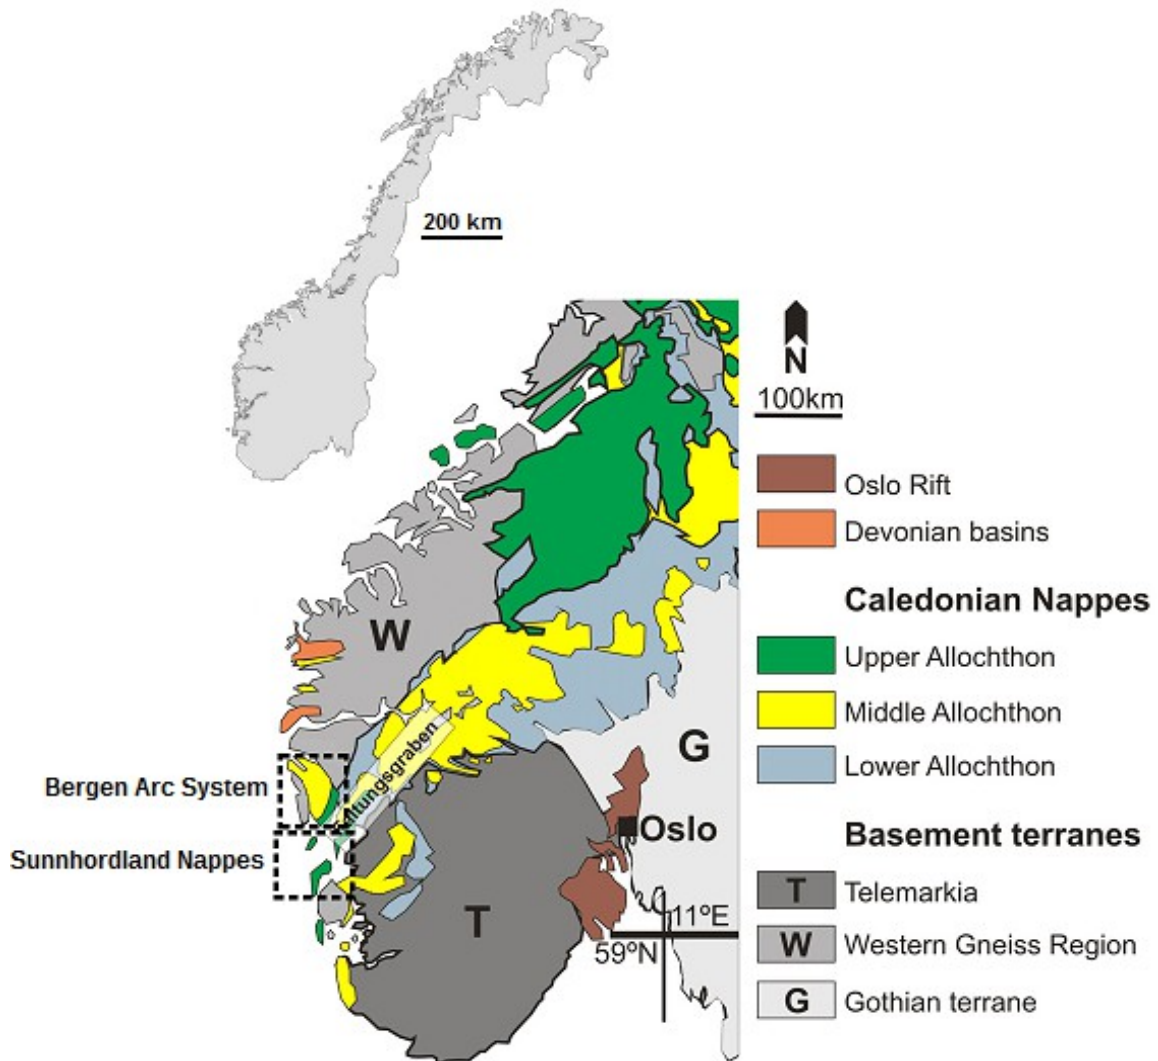 200 km
N
100km
Oslo Rift
Devonian basins
Caledonian Nappes
Upper Allochthon
Middle Allochthon
Lower Allochthon
Basement terranes
T
Telemarkia
W
Western Gneiss Region
G
Gothian terrane
W
G
T
Oslo
11ºE
59ºN
Bergen Arc System
Sunnhordland Nappes